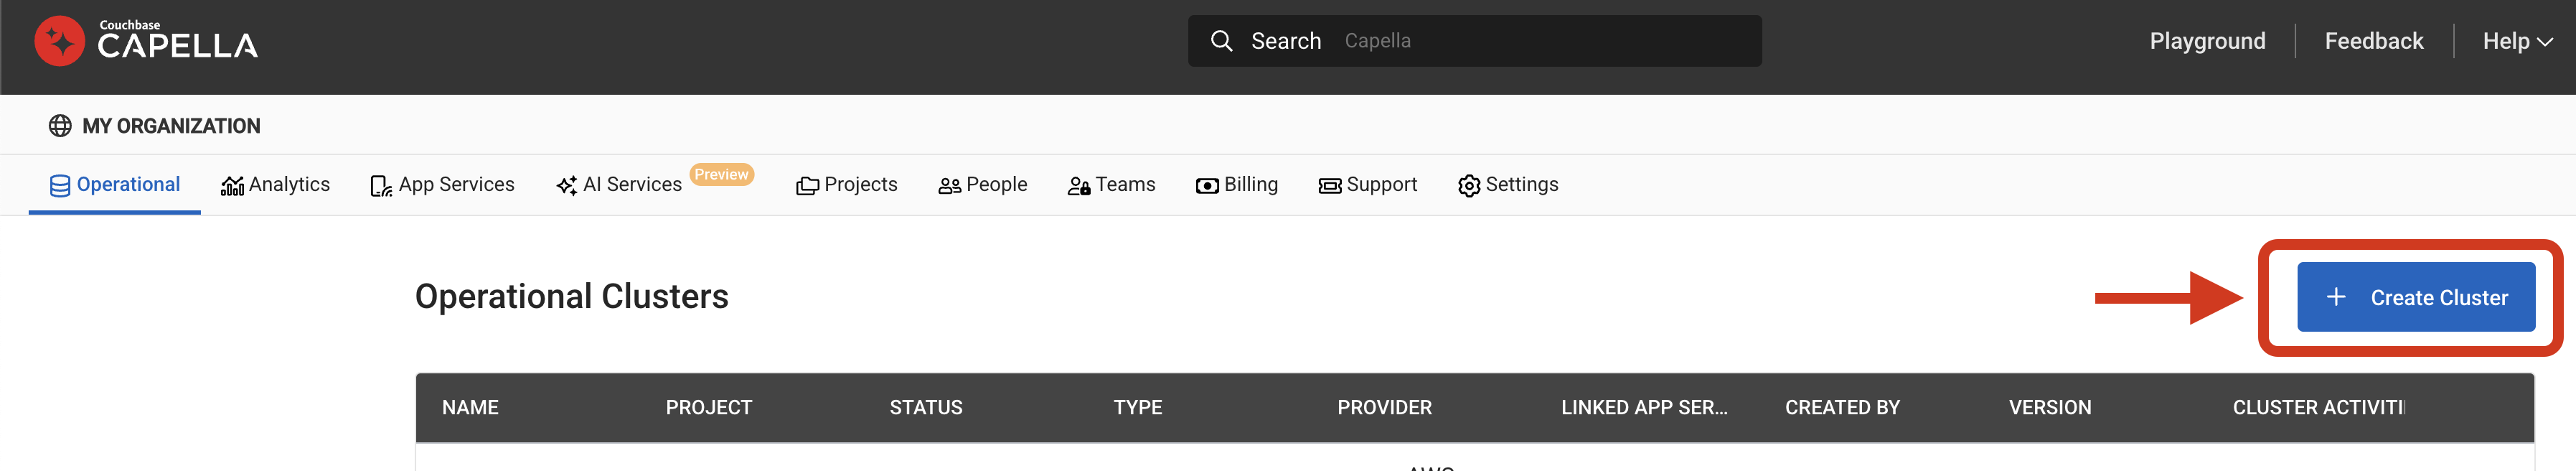 Couchbase
CAPELLA
Search Capella
Playground Feedback Help
MY ORGANIZATION
Operational Analytics App Services AI Services Preview Projects People Teams Billing Support Settings
Operational Clusters
+ Create Cluster
NAME PROJECT STATUS TYPE PROVIDER LINKED APP SER... CREATED BY VERSION CLUSTER ACTIVITI